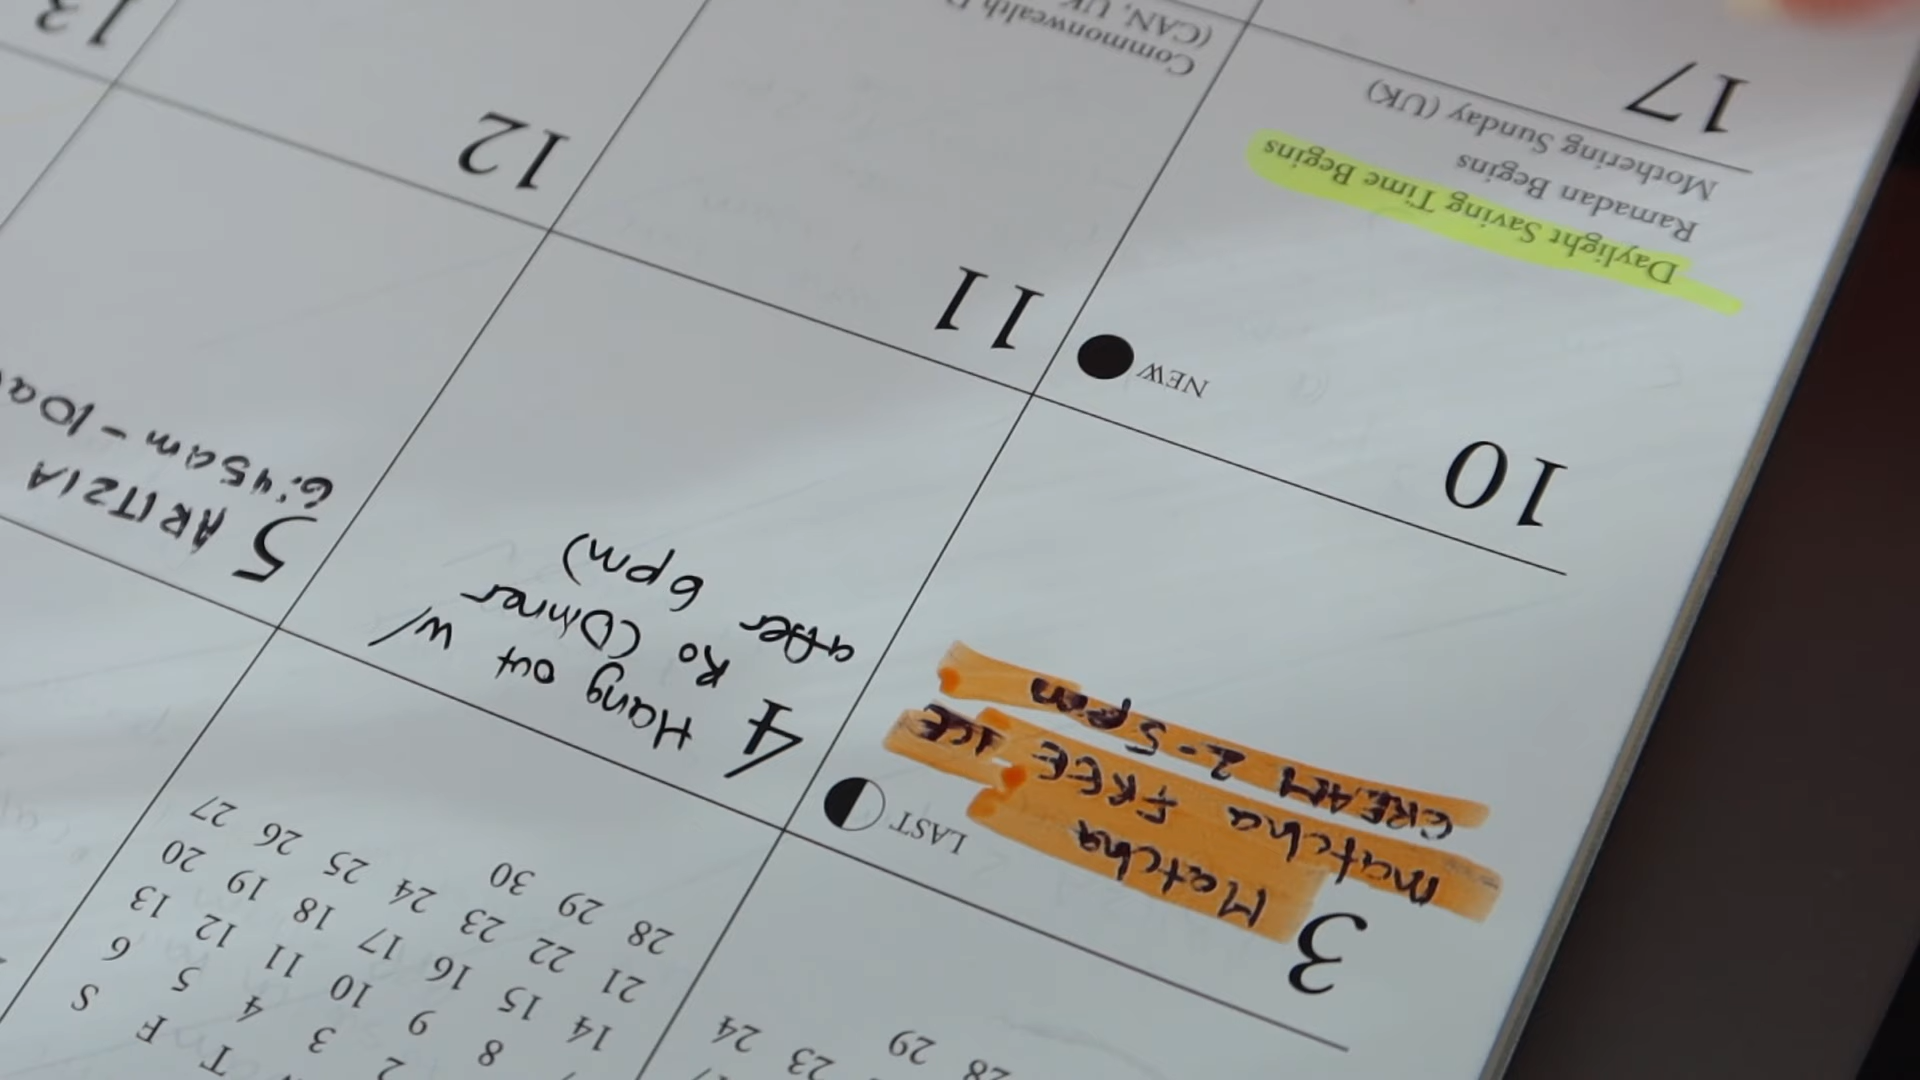 23 24
28 29
T F S
2 3 4 5 6
8 9 10 11 12 13
14 15 16 17 18 19 20
21 22 23 24 25 26 27
28 29 30
3 Matcha
matcha FREE ICE
CREAM 2-5pm
LAST
4 Hang out w/
Ro (Dinner
after 6pm)
5 ARITZIA
6:45am - 10a
10
NEW
Daylight Saving Time Begins
Ramadan Begins
Mothering Sunday (UK)
11
Commonwealth
(CAN, UK
12
13
17